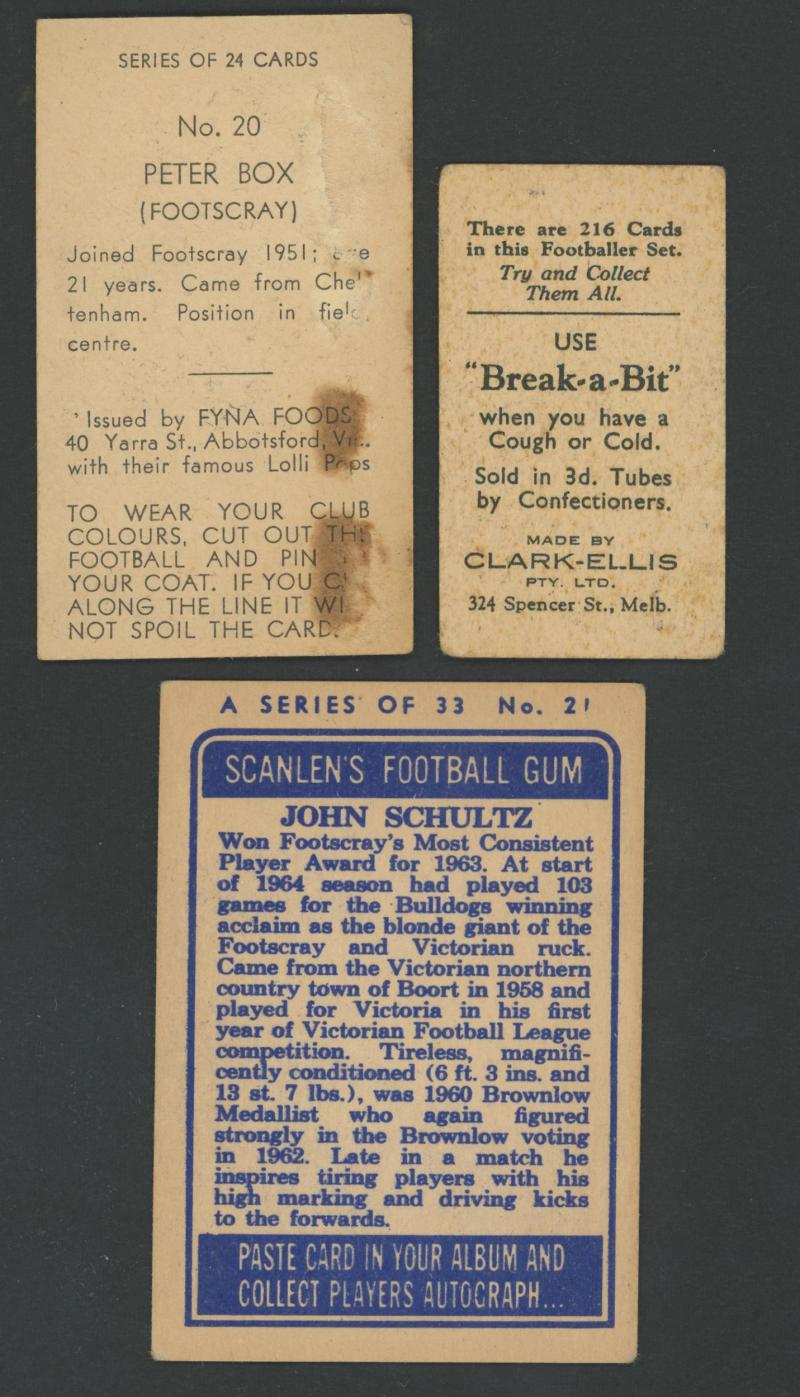 SERIES OF 24 CARDS
No. 20
PETER BOX
(FOOTSCRAY)
Joined Footscray 1951;
21 years. Came from Chel
tenham. Position in field,
centre.
Issued by FYNA FOODS
40 Yarra St., Abbotsford, Vic.
with their famous Lolli Pops
TO WEAR YOUR CLUB
COLOURS, CUT OUT THE
FOOTBALL AND PIN
YOUR COAT. IF YOU
ALONG THE LINE IT WI
NOT SPOIL THE CARD.
There are 216 Cards
in this Footballer Set.
Try and Collect
Them All.
USE
"Break-a-Bit"
when you have a
Cough or Cold.
Sold in 3d. Tubes
by Confectioners.
MADE BY
CLARK-ELLIS
PTY. LTD.
324 Spencer St., Melb.
A SERIES OF 33 No. 21
SCANLEN'S FOOTBALL GUM
JOHN SCHULTZ
Won Footscray's Most Consistent
Player Award for 1963. At start
of 1964 season had played 103
games for the Bulldogs winning
acclaim as the blonde giant of the
Footscray and Victorian ruck.
Came from the Victorian northern
country town of Boort in 1958 and
played for Victoria in his first
year of Victorian Football League
competition. Tireless, magnifi-
cently conditioned (6 ft. 3 ins. and
13 st. 7 lbs.), was 1960 Brownlow
Medallist who again figured
strongly in the Brownlow voting
in 1962. Late in a match he
inspires tiring players with his
high marking and driving kicks
to the forwards.
PASTE CARD IN YOUR ALBUM AND
COLLECT PLAYERS AUTOGRAPH...